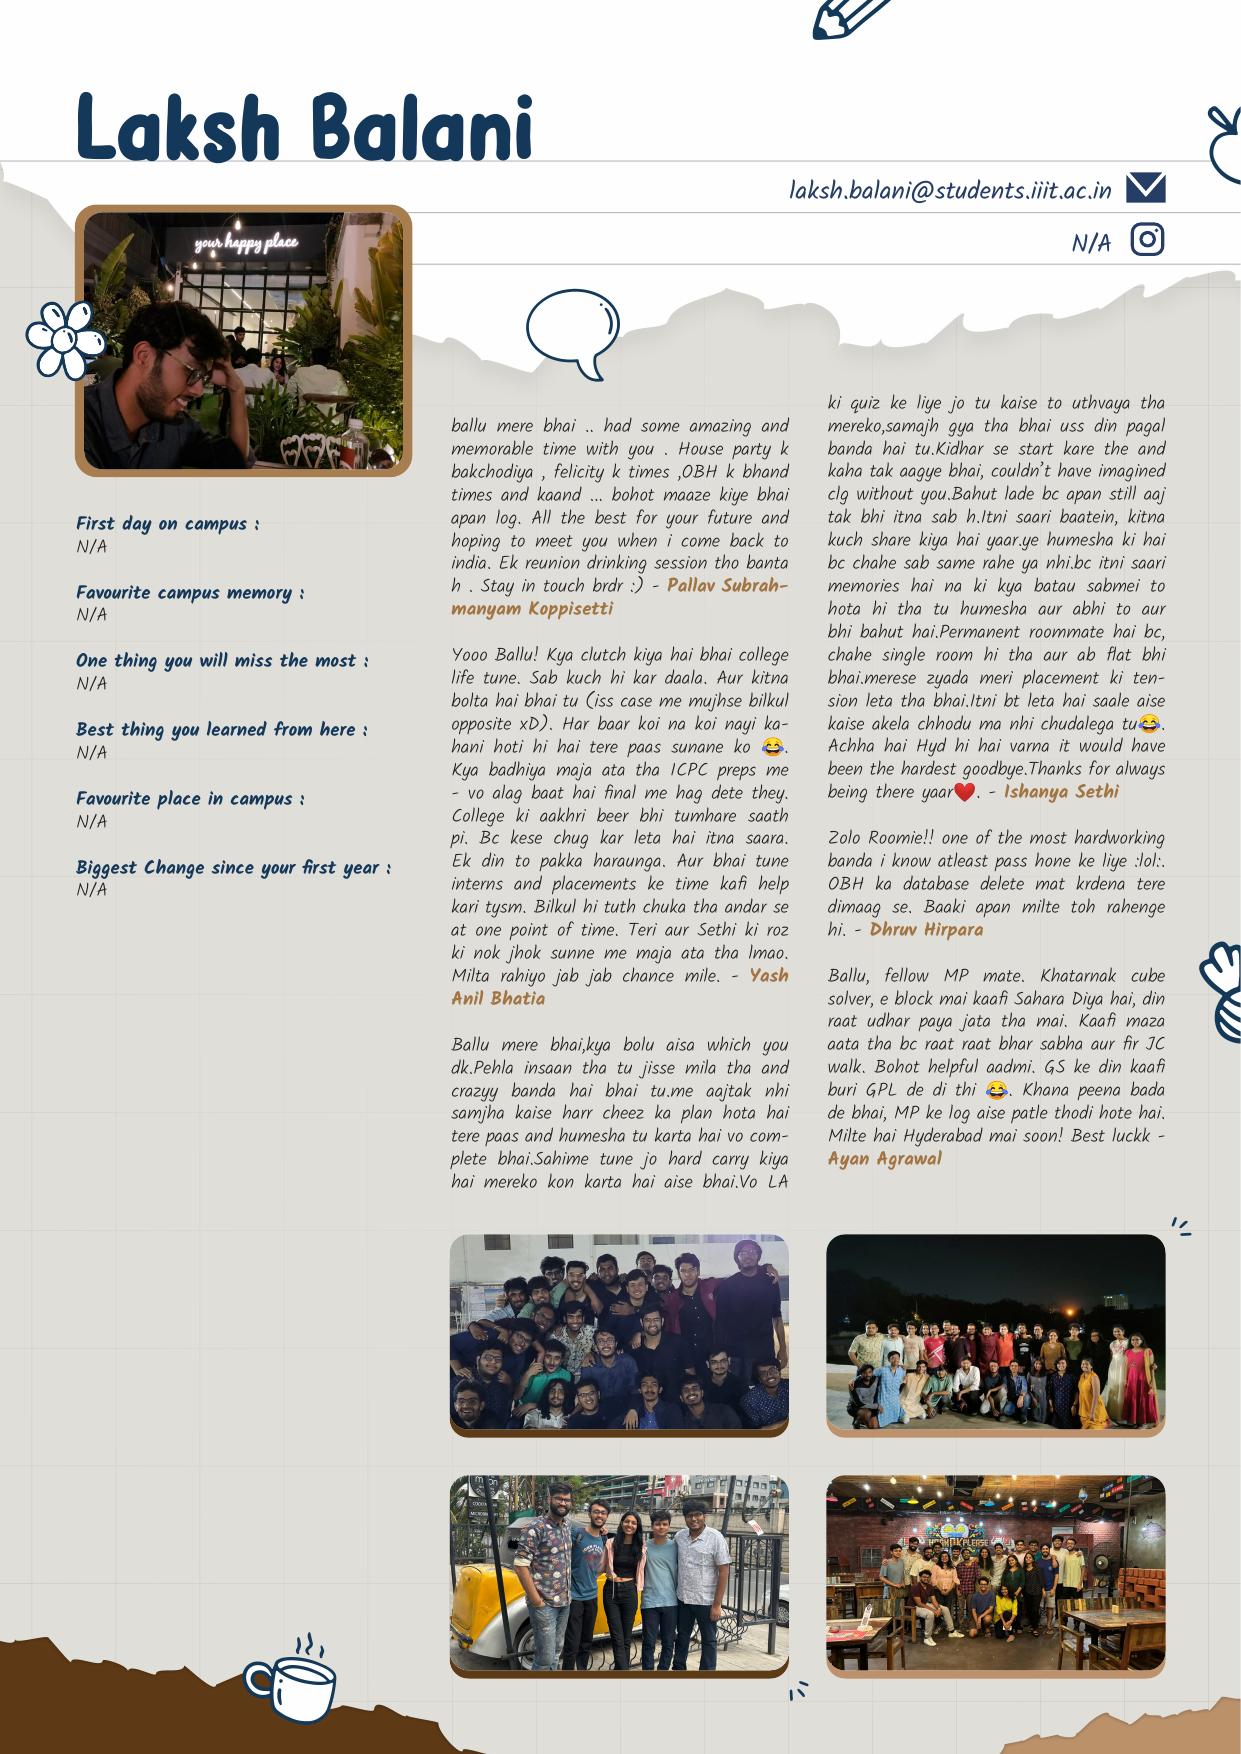 Laksh Balani
laksh.balani@students.iiit.ac.in
N/A
your happy place
First day on campus :
N/A
Favourite campus memory :
N/A
One thing you will miss the most :
N/A
Best thing you learned from here :
N/A
Favourite place in campus :
N/A
Biggest Change since your first year :
N/A
ballu mere bhai .. had some amazing and
memorable time with you . House party k
bakchodiya , felicity k times ,OBH k bhand
times and kaand ... bohot maaze kiye bhai
apan log. All the best for your future and
hoping to meet you when i come back to
india. Ek reunion drinking session tho banta
h . Stay in touch brdr :) - Pallav Subrah-
manyam Koppisetti
Yooo Ballu! Kya clutch kiya hai bhai college
life tune. Sab kuch hi kar daala. Aur kitna
bolta hai bhai tu (iss case me mujhse bilkul
opposite xD). Har baar koi na koi nayi ka-
hani hoti hi hai tere paas sunane ko 😂.
Kya badhiya maja ata tha ICPC preps me
- vo alag baat hai final me hag dete they.
College ki aakhri beer bhi tumhare saath
pi. Bc kese chug kar leta hai itna saara.
Ek din to pakka haraunga. Aur bhai tune
interns and placements ke time kafi help
kari tysm. Bilkul hi tuth chuka tha andar se
at one point of time. Teri aur Sethi ki roz
ki nok jhok sunne me maja ata tha lmao.
Milta rahiyo jab jab chance mile. - Yash
Anil Bhatia
Ballu mere bhai,kya bolu aisa which you
dk.Pehla insaan tha tu jisse mila tha and
crazyy banda hai bhai tu.me aajtak nhi
samjha kaise harr cheez ka plan hota hai
tere paas and humesha tu karta hai vo com-
plete bhai.Sahime tune jo hard carry kiya
hai mereko kon karta hai aise bhai.Vo LA
ki quiz ke liye jo tu kaise to uthvaya tha
mereko,samajh gya tha bhai uss din pagal
banda hai tu.Kidhar se start kare the and
kaha tak aagye bhai, couldn't have imagined
clg without you.Bahut lade bc apan still aaj
tak bhi itna sab h.Itni saari baatein, kitna
kuch share kiya hai yaar.ye humesha ki hai
bc chahe sab same rahe ya nhi.bc itni saari
memories hai na ki kya batau sabmei to
hota hi tha tu humesha aur abhi to aur
bhi bahut hai.Permanent roommate hai bc,
chahe single room hi tha aur ab flat bhi
bhai.merese zyada meri placement ki ten-
sion leta tha bhai.Itni bt leta hai saale aise
kaise akela chhodu ma nhi chudalega tu😂.
Achha hai Hyd hi hai varna it would have
been the hardest goodbye.Thanks for always
being there yaar❤️. - Ishanya Sethi
Zolo Roomie!! one of the most hardworking
banda i know atleast pass hone ke liye :lol:.
OBH ka database delete mat krdena tere
dimaag se. Baaki apan milte toh rahenge
hi. - Dhruv Hirpara
Ballu, fellow MP mate. Khatarnak cube
solver, e block mai kaafi Sahara Diya hai, din
raat udhar paya jata tha mai. Kaafi maza
aata tha bc raat raat bhar sabha aur fir JC
walk. Bohot helpful aadmi. GS ke din kaafi
buri GPL de di thi 😂. Khana peena bada
de bhai, MP ke log aise patle thodi hote hai.
Milte hai Hyderabad mai soon! Best luckk -
Ayan Agrawal